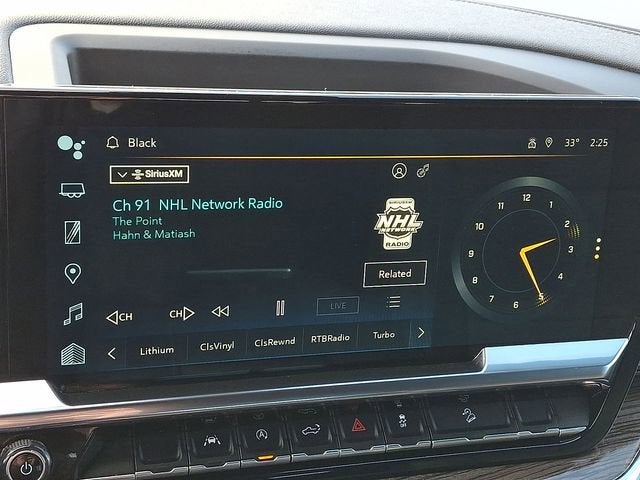 Black
33° 2:25
SiriusXM
Ch 91 NHL Network Radio
The Point
Hahn & Matiash
SIRIUSXM
NHL
NETWORK
RADIO
Related
12
1
2
3
4
5
6
7
8
9
10
11
CH CH LIVE
Lithium ClsVinyl ClsRewnd RTBRadio Turbo
OFF